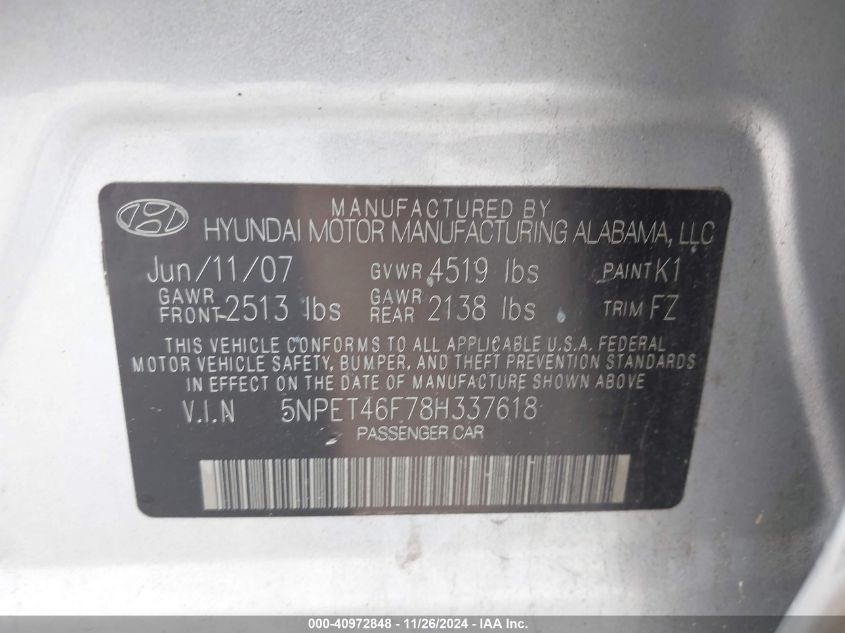 MANUFACTURED BY
HYUNDAI MOTOR MANUFACTURING ALABAMA, LLC
Jun/11/07 GVWR 4519 lbs PAINT K1
GAWR FRONT 2513 lbs GAWR REAR 2138 lbs TRIM FZ
THIS VEHICLE CONFORMS TO ALL APPLICABLE U.S.A. FEDERAL
MOTOR VEHICLE SAFETY, BUMPER, AND THEFT PREVENTION STANDARDS
IN EFFECT ON THE DATE OF MANUFACTURE SHOWN ABOVE.
V.I.N 5NPET46F78H337618
PASSENGER CAR
000-40972848 - 11/26/2024 - IAA Inc.